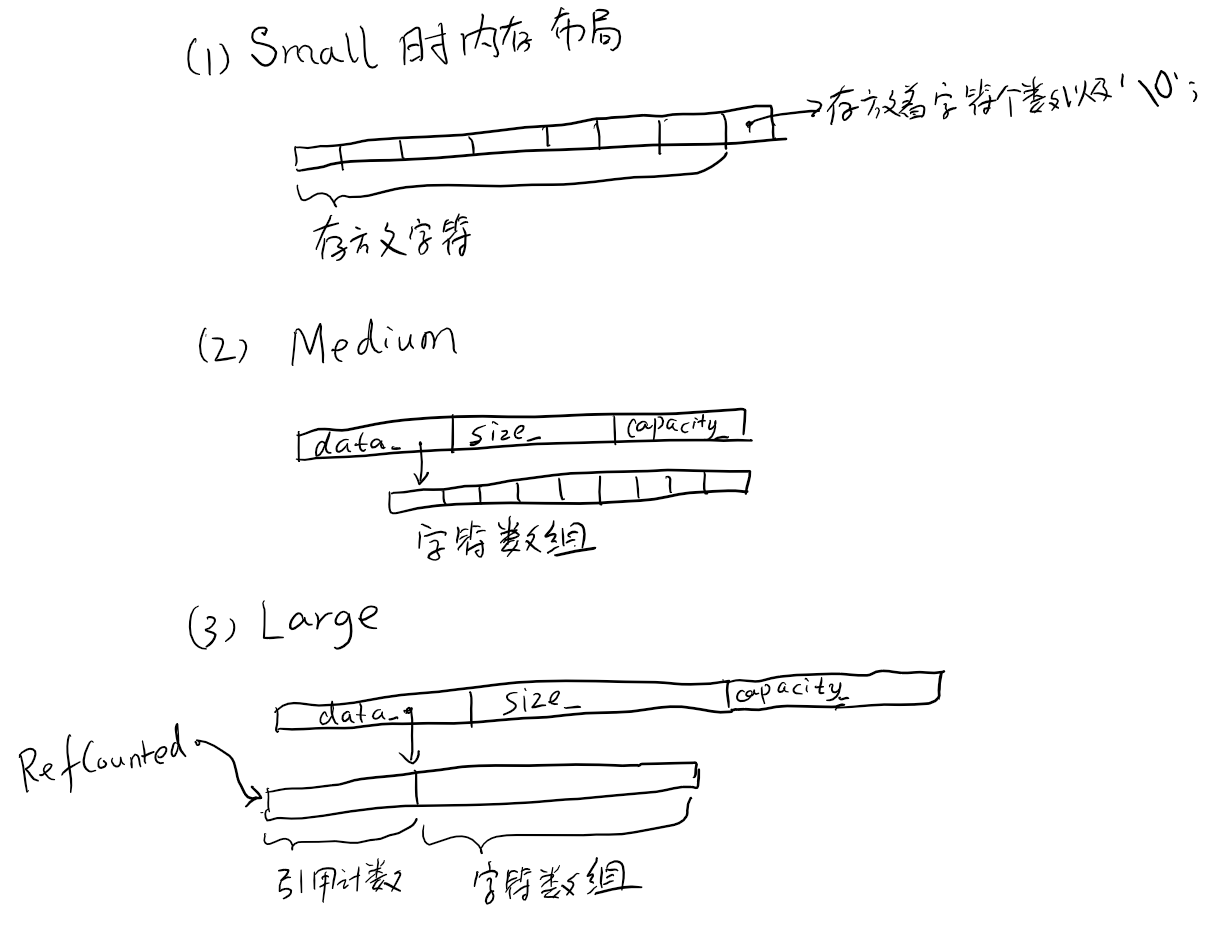 (1) Small 时内存布局
存放着字符个数以及'\0';
存放字符
(2) Medium
data_ size_ capacity_
字符数组
(3) Large
data_ size_ capacity_
RefCounted
引用计数 字符数组